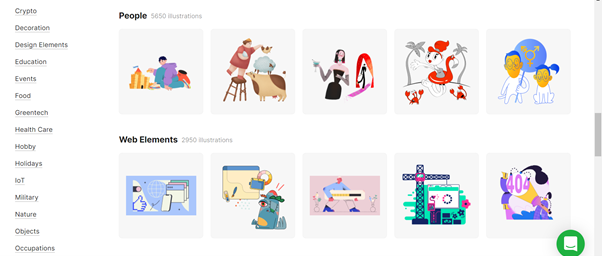 Crypto
Decoration
Design Elements
Education
Events
Food
Greentech
Health Care
Hobby
Holidays
IoT
Military
Nature
Objects
Occupations
People 5650 illustrations
Web Elements 2950 illustrations
404